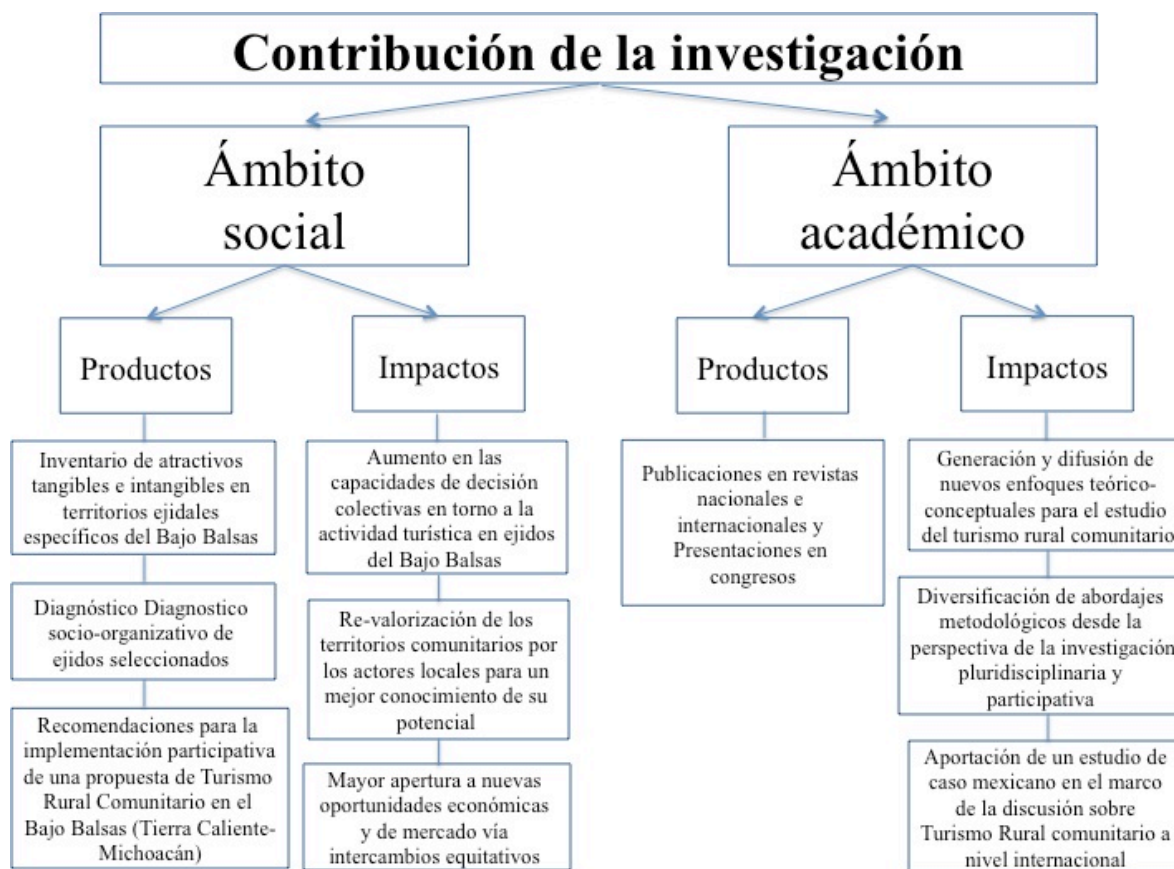 Contribución de la investigación
Ámbito
social
Ámbito
académico
Productos
Impactos
Productos
Impactos
Inventario de atractivos
tangibles e intangibles en
territorios ejidales
específicos del Bajo Balsas
Diagnóstico Diagnostico
socio-organizativo de
ejidos seleccionados
Recomendaciones para la
implementación participativa
de una propuesta de Turismo
Rural Comunitario en el
Bajo Balsas (Tierra Caliente-
Michoacán)
Aumento en las
capacidades de decisión
colectivas en torno a la
actividad turística en ejidos
del Bajo Balsas
Re-valorización de los
territorios comunitarios por
los actores locales para un
mejor conocimiento de su
potencial
Mayor apertura a nuevas
oportunidades económicas
y de mercado vía
intercambios equitativos
Publicaciones en revistas
nacionales e
internacionales y
Presentaciones en
congresos
Generación y difusión de
nuevos enfoques teórico-
conceptuales para el estudio
del turismo rural comunitario
Diversificación de abordajes
metodológicos desde la
perspectiva de la investigación
pluridisciplinaria y
participativa
Aportación de un estudio de
caso mexicano en el marco
de la discusión sobre
Turismo Rural comunitario a
nivel internacional